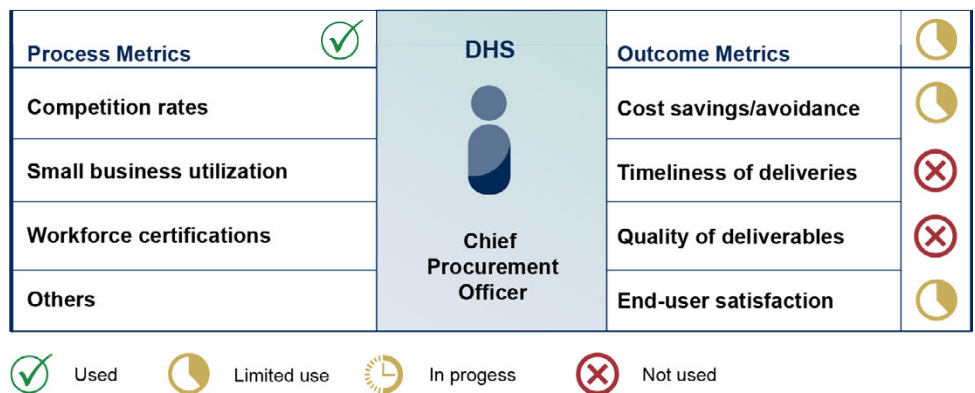 Process Metrics
Competition rates
Small business utilization
Workforce certifications
Others
DHS
Chief
Procurement
Officer
Outcome Metrics
Cost savings/avoidance
Timeliness of deliveries
Quality of deliverables
End-user satisfaction
Used
Limited use
In progess
Not used